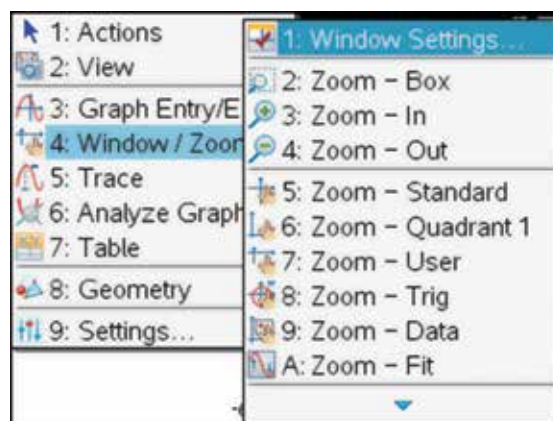 1: Actions
2: View
3: Graph Entry/E
4: Window / Zoor
5: Trace
6: Analyze Graph
7: Table
8: Geometry
9: Settings...
1: Window Settings...
2: Zoom – Box
3: Zoom – In
4: Zoom – Out
5: Zoom – Standard
6: Zoom – Quadrant 1
7: Zoom – User
8: Zoom – Trig
9: Zoom – Data
A: Zoom – Fit